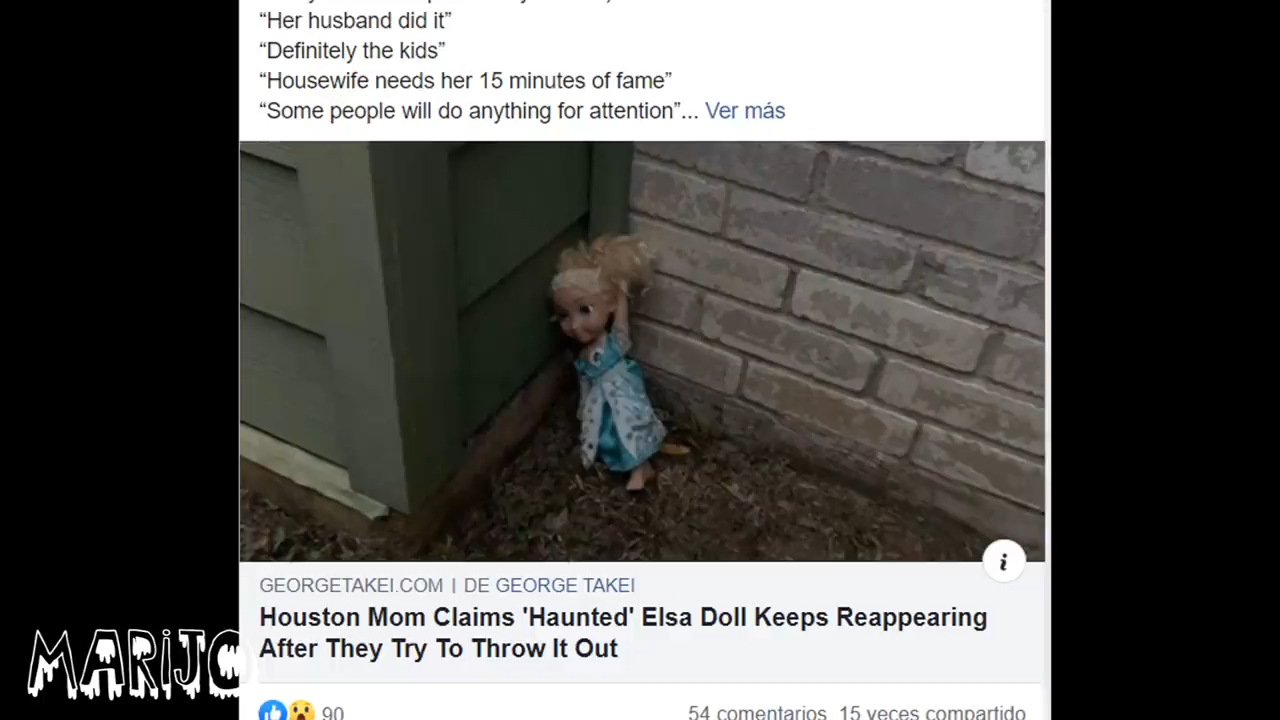 “Her husband did it”
“Definitely the kids”
“Housewife needs her 15 minutes of fame”
“Some people will do anything for attention”... Ver más
i
GEORGETAKEI.COM | DE GEORGE TAKEI
Houston Mom Claims 'Haunted' Elsa Doll Keeps Reappearing
After They Try To Throw It Out
MARiJO
90
54 comentarios 15 veces compartido